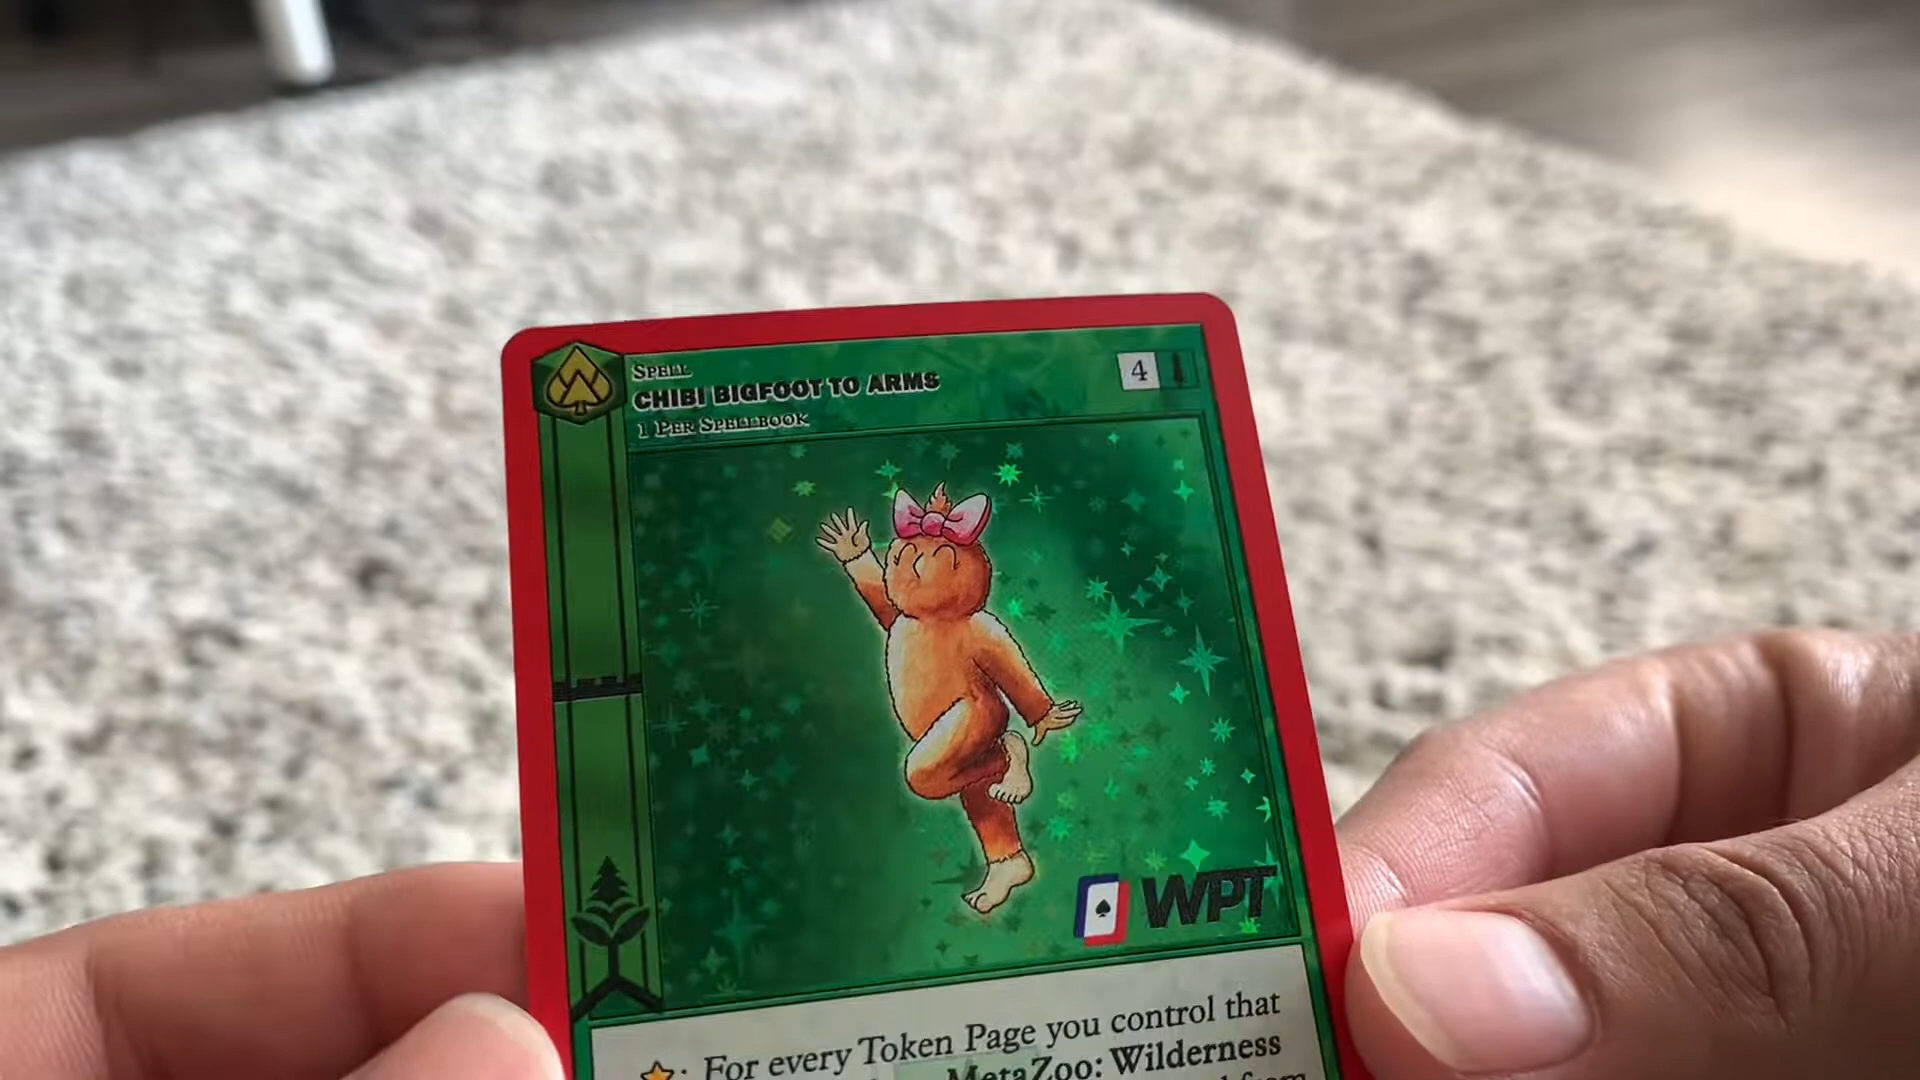 SPELL
CHIBI BIGFOOT TO ARMS
4
1 PER SPELLBOOK
WPT
For every Token Page you control that
MetaZoo: Wilderness
from